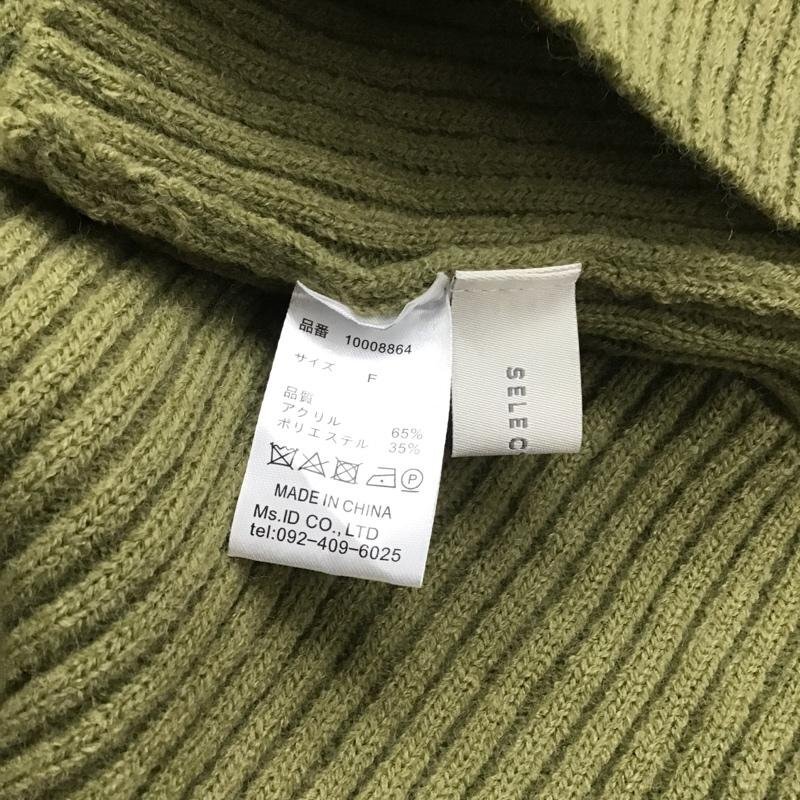 品番 10008864
サイズ F
品質
アクリル 65%
ポリエステル 35%
P
MADE IN CHINA
Ms.ID CO.,LTD
tel:092-409-6025
SELEC